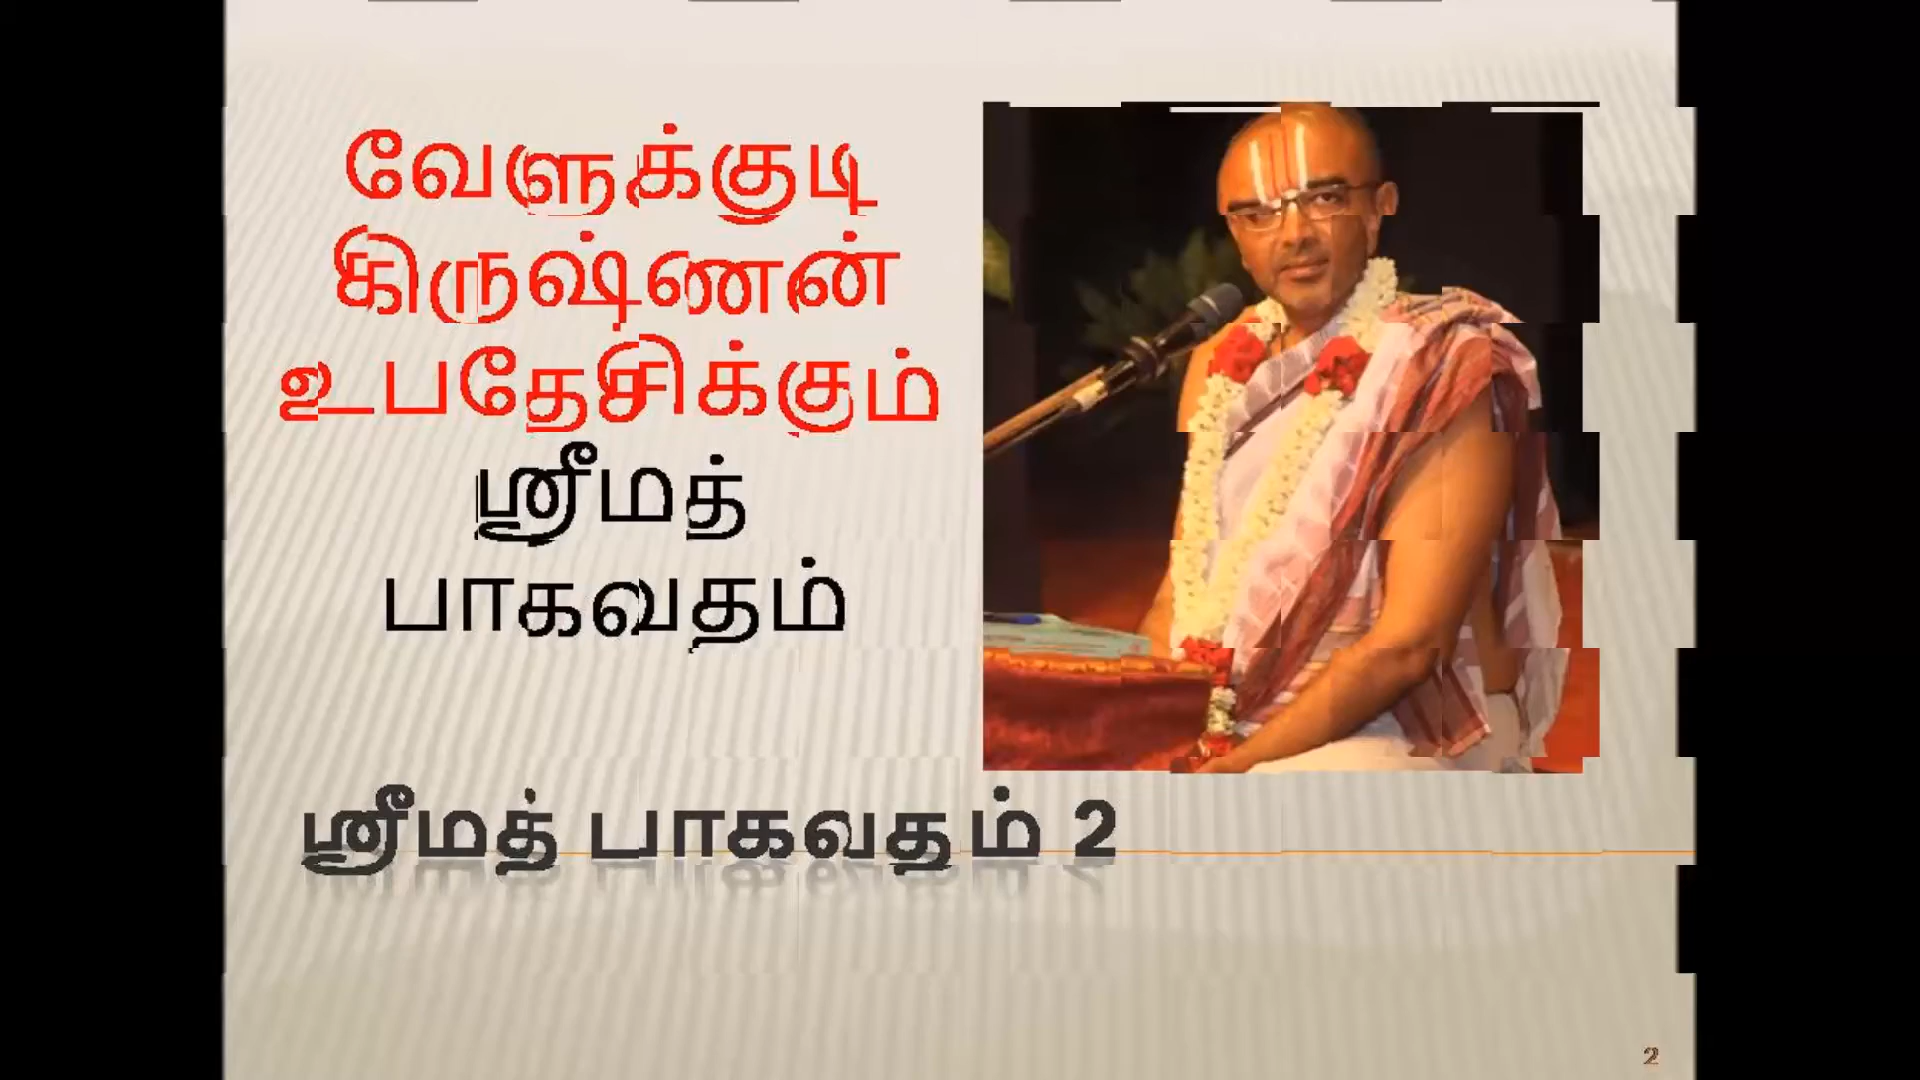 வேளுக்குடி
கிருஷ்ணன்
உபதேசிக்கும்
ஸ்ரீமத்
பாகவதம்
ஸ்ரீமத் பாகவதம் 2
2